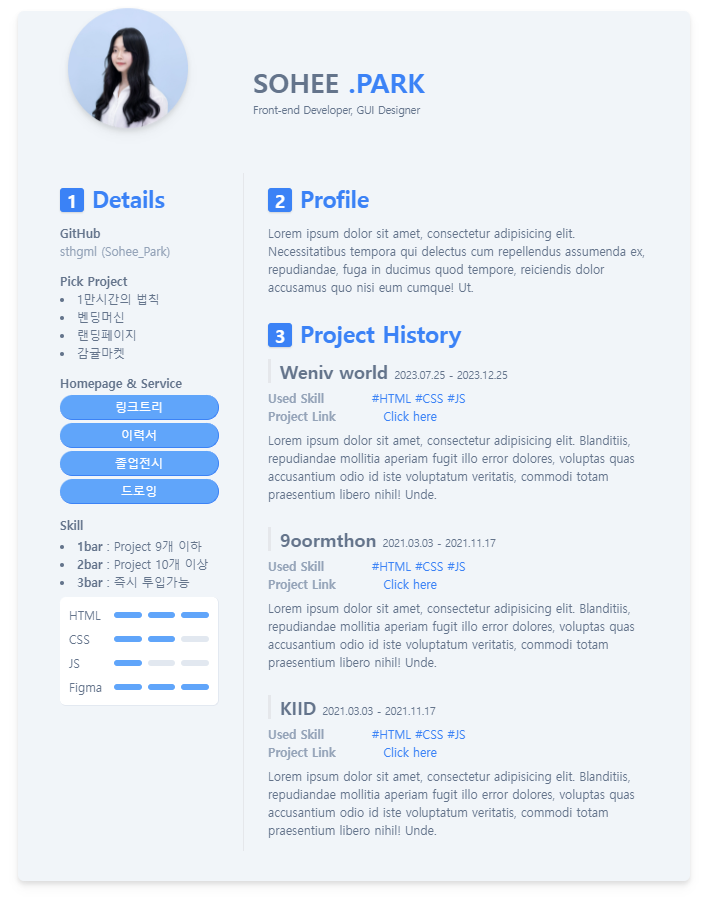 SOHEE .PARK
Front-end Developer, GUI Designer
1 Details
GitHub
sthgml (Sohee_Park)
Pick Project
• 1만시간의 법칙
• 벤딩머신
• 랜딩페이지
• 감귤마켓
Homepage & Service
링크트리
이력서
졸업전시
드로잉
Skill
• 1bar : Project 9개 이하
• 2bar : Project 10개 이상
• 3bar : 즉시 투입가능
HTML
CSS
JS
Figma
2 Profile
Lorem ipsum dolor sit amet, consectetur adipisicing elit.
Necessitatibus tempora qui delectus cum repellendus assumenda ex,
repudiandae, fuga in ducimus quod tempore, reiciendis dolor
accusamus quo nisi eum cumque! Ut.
3 Project History
Weniv world 2023.07.25 - 2023.12.25
Used Skill #HTML #CSS #JS
Project Link Click here
Lorem ipsum dolor sit amet, consectetur adipisicing elit. Blanditiis,
repudiandae mollitia aperiam fugit illo error dolores, voluptas quas
accusantium odio id iste voluptatum veritatis, commodi totam
praesentium libero nihil! Unde.
9oormthon 2021.03.03 - 2021.11.17
Used Skill #HTML #CSS #JS
Project Link Click here
Lorem ipsum dolor sit amet, consectetur adipisicing elit. Blanditiis,
repudiandae mollitia aperiam fugit illo error dolores, voluptas quas
accusantium odio id iste voluptatum veritatis, commodi totam
praesentium libero nihil! Unde.
KIID 2021.03.03 - 2021.11.17
Used Skill #HTML #CSS #JS
Project Link Click here
Lorem ipsum dolor sit amet, consectetur adipisicing elit. Blanditiis,
repudiandae mollitia aperiam fugit illo error dolores, voluptas quas
accusantium odio id iste voluptatum veritatis, commodi totam
praesentium libero nihil! Unde.